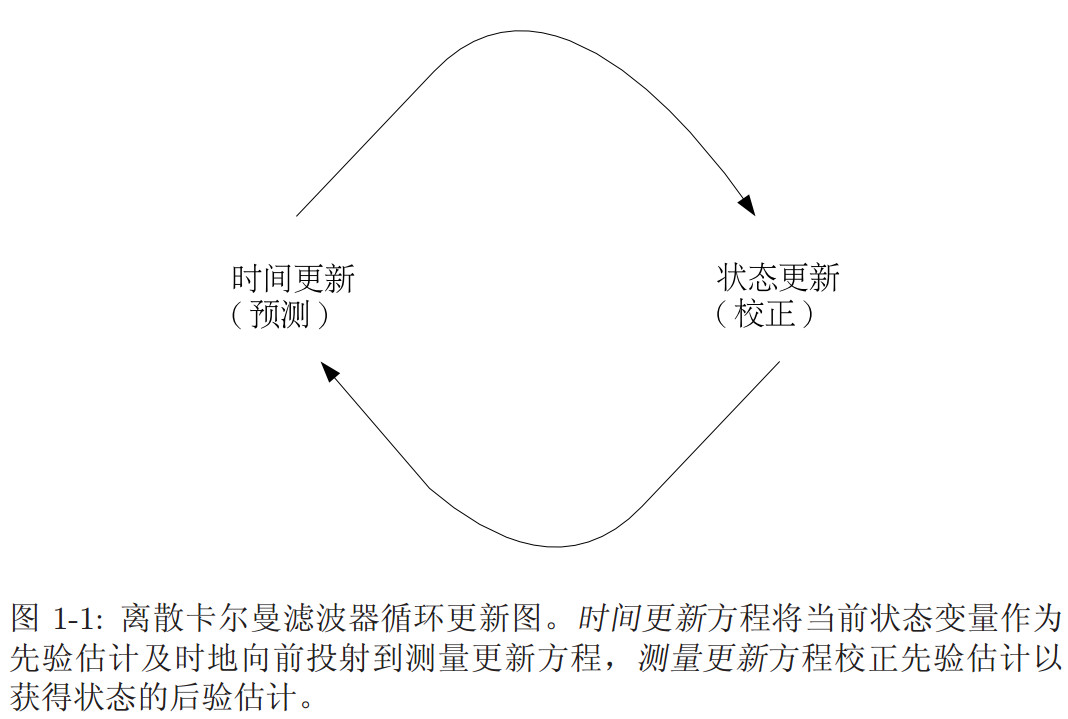 时间更新
（预测）
状态更新
（校正）
图 1-1: 离散卡尔曼滤波器循环更新图。时间更新方程将当前状态变量作为
先验估计及时地向前投射到测量更新方程，测量更新方程校正先验估计以
获得状态的后验估计。